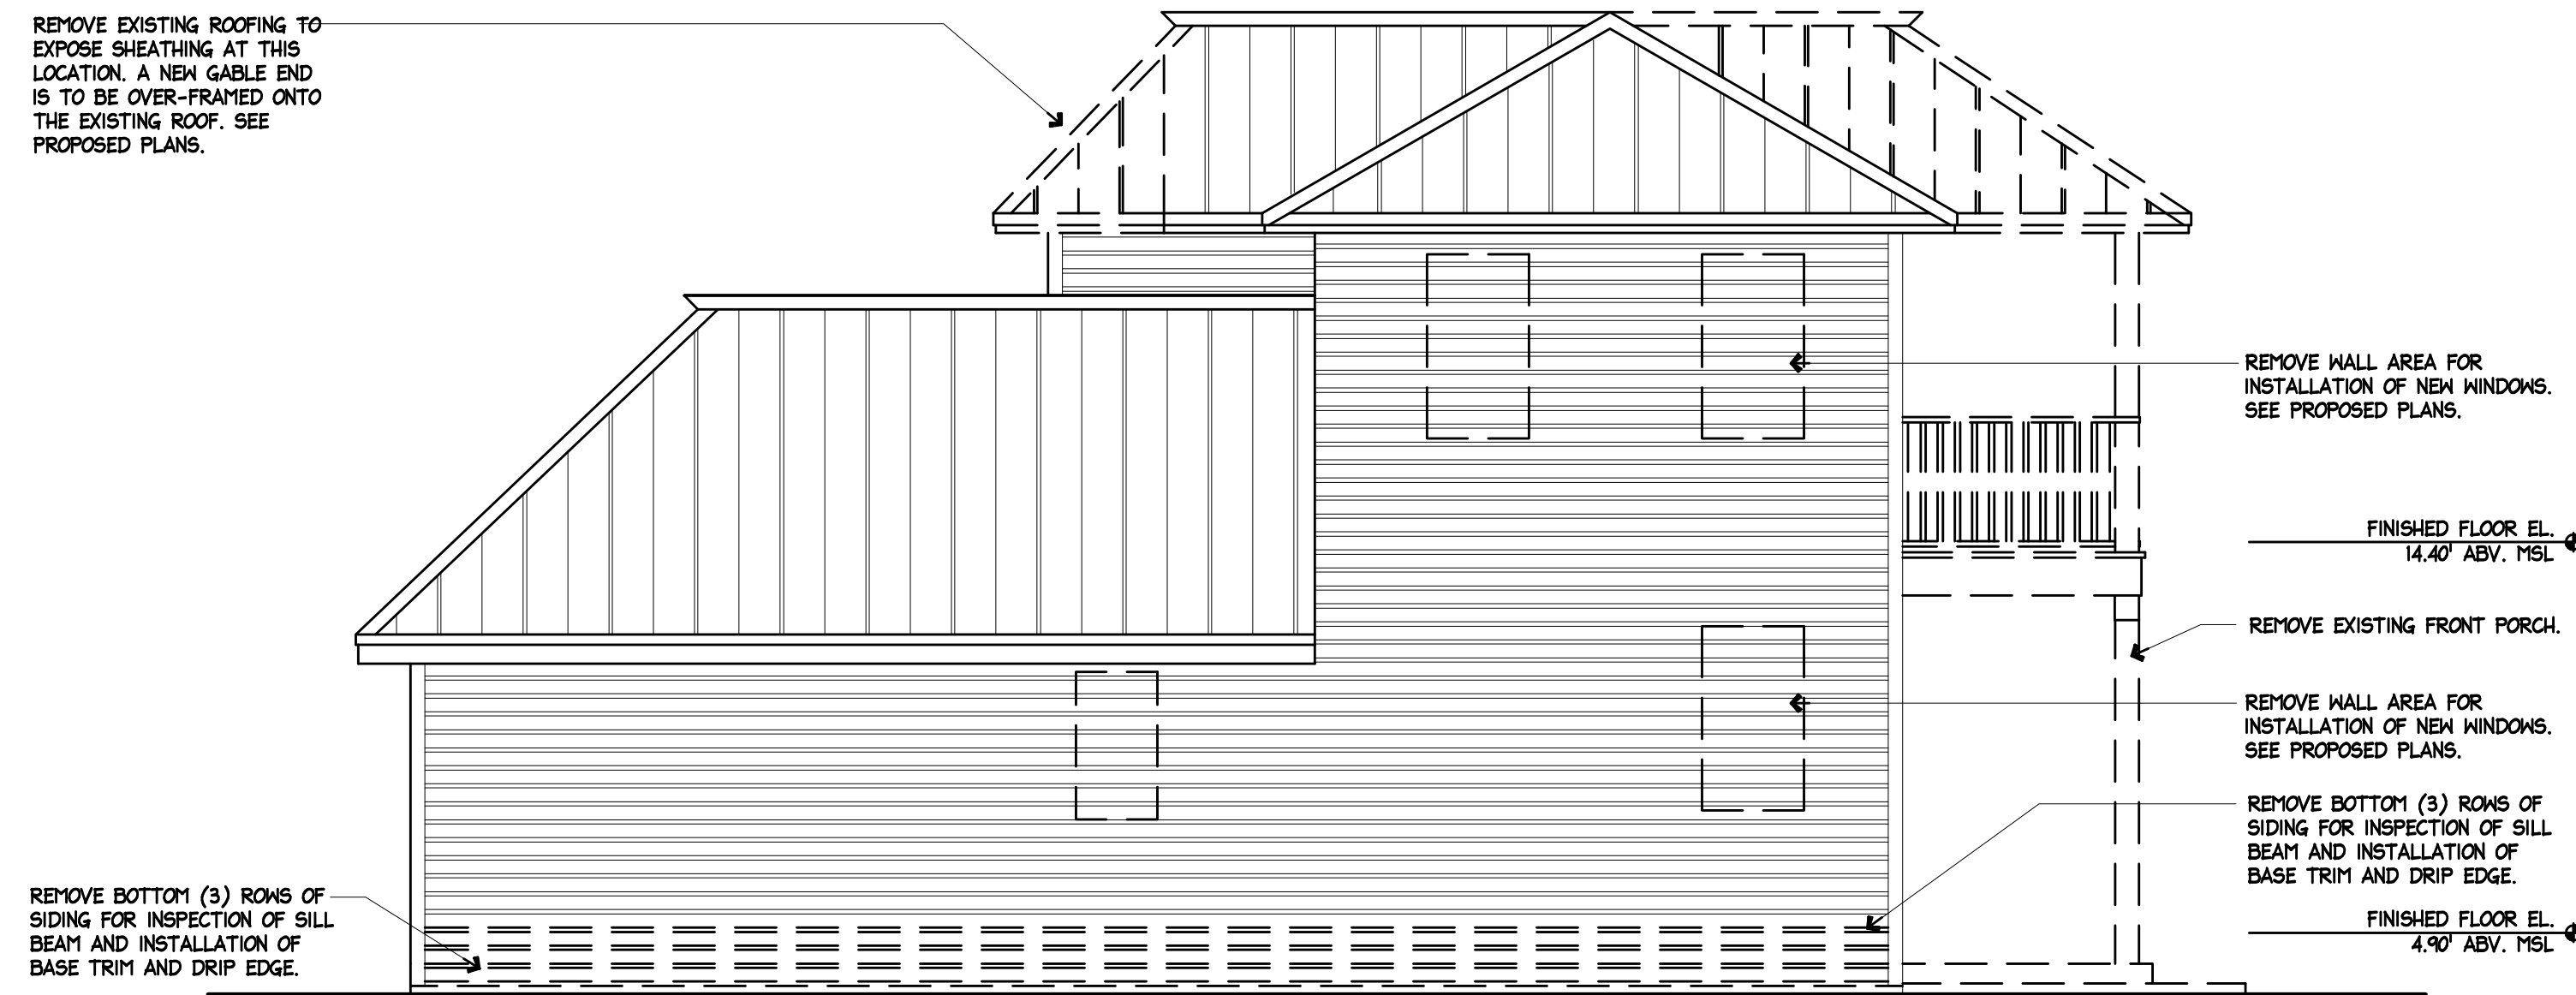 REMOVE EXISTING ROOFING TO
EXPOSE SHEATHING AT THIS
LOCATION. A NEW GABLE END
IS TO BE OVER-FRAMED ONTO
THE EXISTING ROOF. SEE
PROPOSED PLANS.
REMOVE WALL AREA FOR
INSTALLATION OF NEW WINDOWS.
SEE PROPOSED PLANS.
FINISHED FLOOR EL.
14.40' ABV. MSL
REMOVE EXISTING FRONT PORCH.
REMOVE WALL AREA FOR
INSTALLATION OF NEW WINDOWS.
SEE PROPOSED PLANS.
REMOVE BOTTOM (3) ROWS OF
SIDING FOR INSPECTION OF SILL
BEAM AND INSTALLATION OF
BASE TRIM AND DRIP EDGE.
REMOVE BOTTOM (3) ROWS OF
SIDING FOR INSPECTION OF SILL
BEAM AND INSTALLATION OF
BASE TRIM AND DRIP EDGE.
FINISHED FLOOR EL.
4.90' ABV. MSL